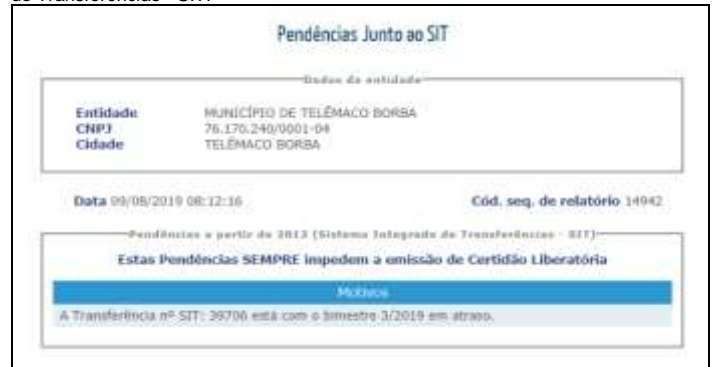 de Transferências - SIT.
Pendências Junto ao SIT
Dados da entidade
Entidade MUNICÍPIO DE TELÊMACO BORBA
CNPJ 76.170.240/0001-04
Cidade TELÊMACO BORBA
Data 09/08/2019 08:12:16 Cód. seq. de relatório 14942
Pendências a partir de 2012 (Sistema Integrado de Transferências - SIT)
Estas Pendências SEMPRE impedem a emissão de Certidão Liberatória
Motivos
A Transferência nº SIT: 39706 está com o bimestre 3/2019 em atraso.